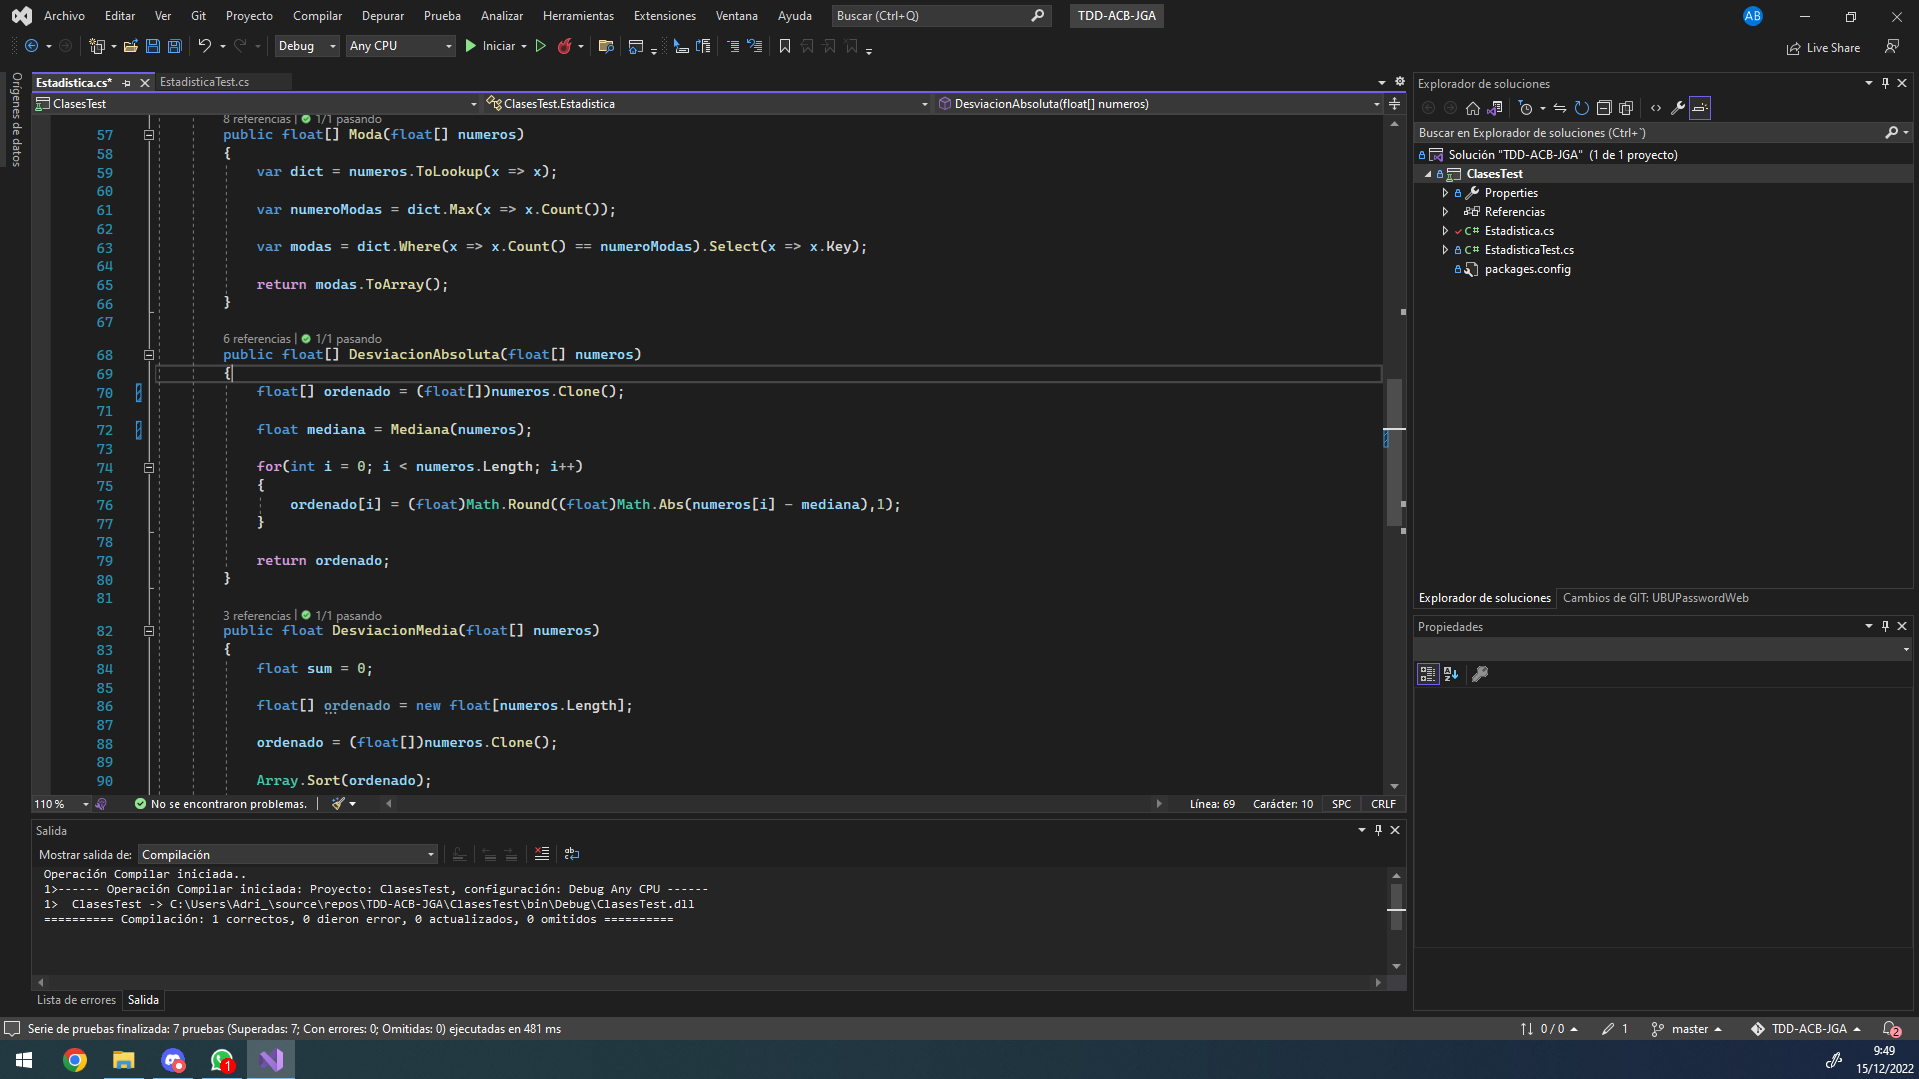 Archivo Editar Ver Git Proyecto Compilar Depurar Prueba Analizar Herramientas Extensiones Ventana Ayuda Buscar (Ctrl+Q) TDD-ACB-JGA AB
Debug Any CPU Iniciar Live Share
Orígenes de datos
Estadistica.cs* EstadisticaTest.cs
ClasesTest ClasesTest.Estadistica DesviacionAbsoluta(float[] numeros)
8 referencias | 1/1 pasando
57 public float[] Moda(float[] numeros)
58 {
59 var dict = numeros.ToLookup(x => x);
60
61 var numeroModas = dict.Max(x => x.Count());
62
63 var modas = dict.Where(x => x.Count() == numeroModas).Select(x => x.Key);
64
65 return modas.ToArray();
66 }
67
6 referencias | 1/1 pasando
68 public float[] DesviacionAbsoluta(float[] numeros)
69 {
70 float[] ordenado = (float[])numeros.Clone();
71
72 float mediana = Mediana(numeros);
73
74 for(int i = 0; i < numeros.Length; i++)
75 {
76 ordenado[i] = (float)Math.Round((float)Math.Abs(numeros[i] - mediana),1);
77 }
78
79 return ordenado;
80 }
81
3 referencias | 1/1 pasando
82 public float DesviacionMedia(float[] numeros)
83 {
84 float sum = 0;
85
86 float[] ordenado = new float[numeros.Length];
87
88 ordenado = (float[])numeros.Clone();
89
90 Array.Sort(ordenado);
110 % No se encontraron problemas. Línea: 69 Carácter: 10 SPC CRLF
Salida
Mostrar salida de: Compilación
Operación Compilar iniciada..
1>------ Operación Compilar iniciada: Proyecto: ClasesTest, configuración: Debug Any CPU ------
1>  ClasesTest -> C:\Users\Adri_\source\repos\TDD-ACB-JGA\ClasesTest\bin\Debug\ClasesTest.dll
========== Compilación: 1 correctos, 0 dieron error, 0 actualizados, 0 omitidos ==========
Lista de errores Salida
Explorador de soluciones
Buscar en Explorador de soluciones (Ctrl+`)
Solución "TDD-ACB-JGA" (1 de 1 proyecto)
ClasesTest
Properties
Referencias
C# Estadistica.cs
C# EstadisticaTest.cs
packages.config
Explorador de soluciones Cambios de GIT: UBUPasswordWeb
Propiedades
Serie de pruebas finalizada: 7 pruebas (Superadas: 7; Con errores: 0; Omitidas: 0) ejecutadas en 481 ms 0 / 0 1 master TDD-ACB-JGA 2
1
9:49
15/12/2022